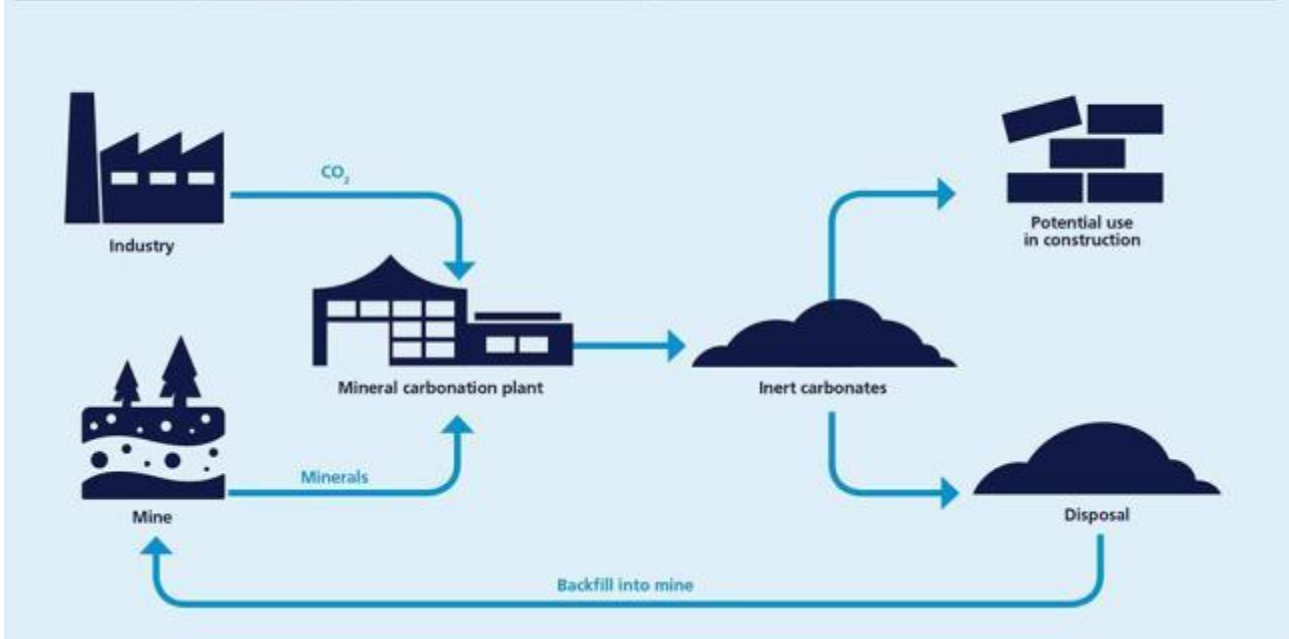 CO₂
Industry
Potential use
in construction
Mineral carbonation plant
Inert carbonates
Minerals
Mine
Disposal
Backfill into mine